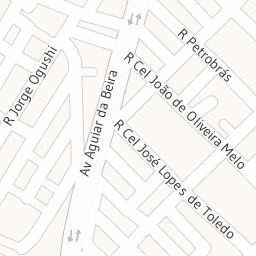 R Petrobrás
R Cel João de Oliveira Melo
R Jorge Ogushi
Av Aguiar da Beira
R Cel José Lopes de Toledo